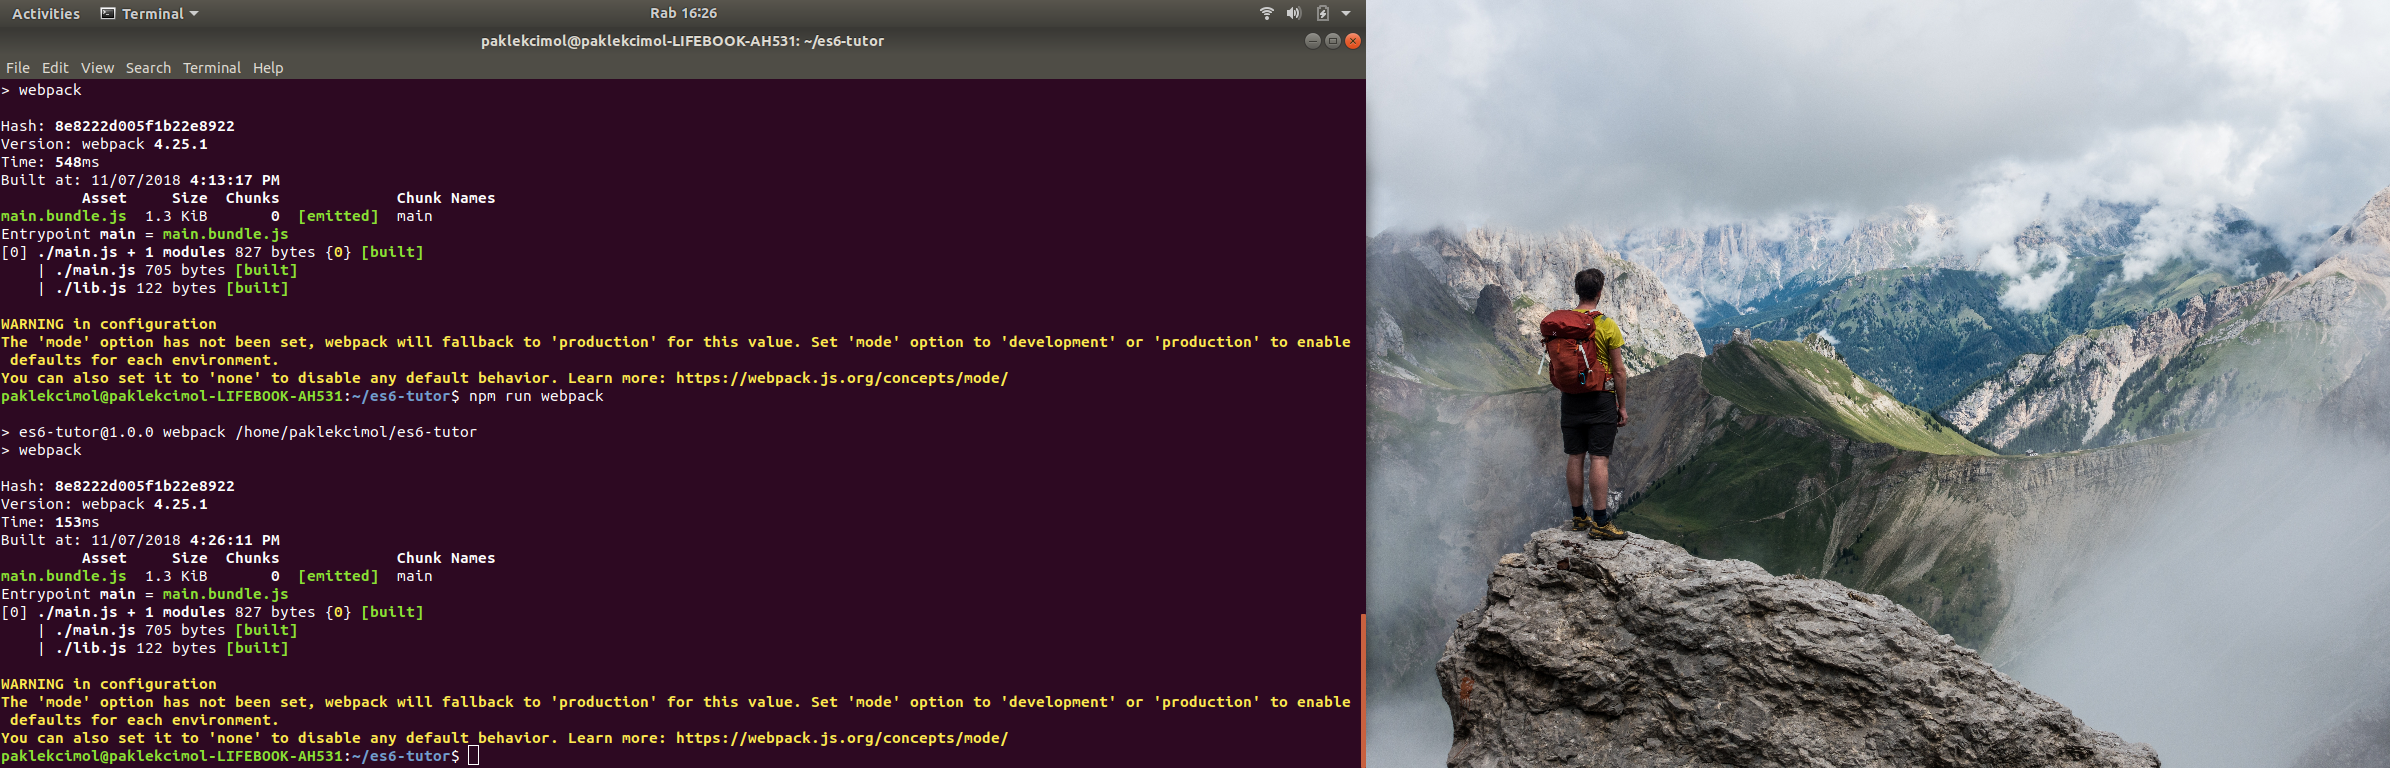 Activities Terminal Rab 16:26
paklekcimol@paklekcimol-LIFEBOOK-AH531: ~/es6-tutor
File Edit View Search Terminal Help
> webpack
Hash: 8e8222d005f1b22e8922
Version: webpack 4.25.1
Time: 548ms
Built at: 11/07/2018 4:13:17 PM
Asset Size Chunks Chunk Names
main.bundle.js 1.3 KiB 0 [emitted] main
Entrypoint main = main.bundle.js
[0] ./main.js + 1 modules 827 bytes {0} [built]
| ./main.js 705 bytes [built]
| ./lib.js 122 bytes [built]
WARNING in configuration
The 'mode' option has not been set, webpack will fallback to 'production' for this value. Set 'mode' option to 'development' or 'production' to enable
defaults for each environment.
You can also set it to 'none' to disable any default behavior. Learn more: https://webpack.js.org/concepts/mode/
paklekcimol@paklekcimol-LIFEBOOK-AH531:~/es6-tutor$ npm run webpack
> es6-tutor@1.0.0 webpack /home/paklekcimol/es6-tutor
> webpack
Hash: 8e8222d005f1b22e8922
Version: webpack 4.25.1
Time: 153ms
Built at: 11/07/2018 4:26:11 PM
Asset Size Chunks Chunk Names
main.bundle.js 1.3 KiB 0 [emitted] main
Entrypoint main = main.bundle.js
[0] ./main.js + 1 modules 827 bytes {0} [built]
| ./main.js 705 bytes [built]
| ./lib.js 122 bytes [built]
WARNING in configuration
The 'mode' option has not been set, webpack will fallback to 'production' for this value. Set 'mode' option to 'development' or 'production' to enable
defaults for each environment.
You can also set it to 'none' to disable any default behavior. Learn more: https://webpack.js.org/concepts/mode/
paklekcimol@paklekcimol-LIFEBOOK-AH531:~/es6-tutor$